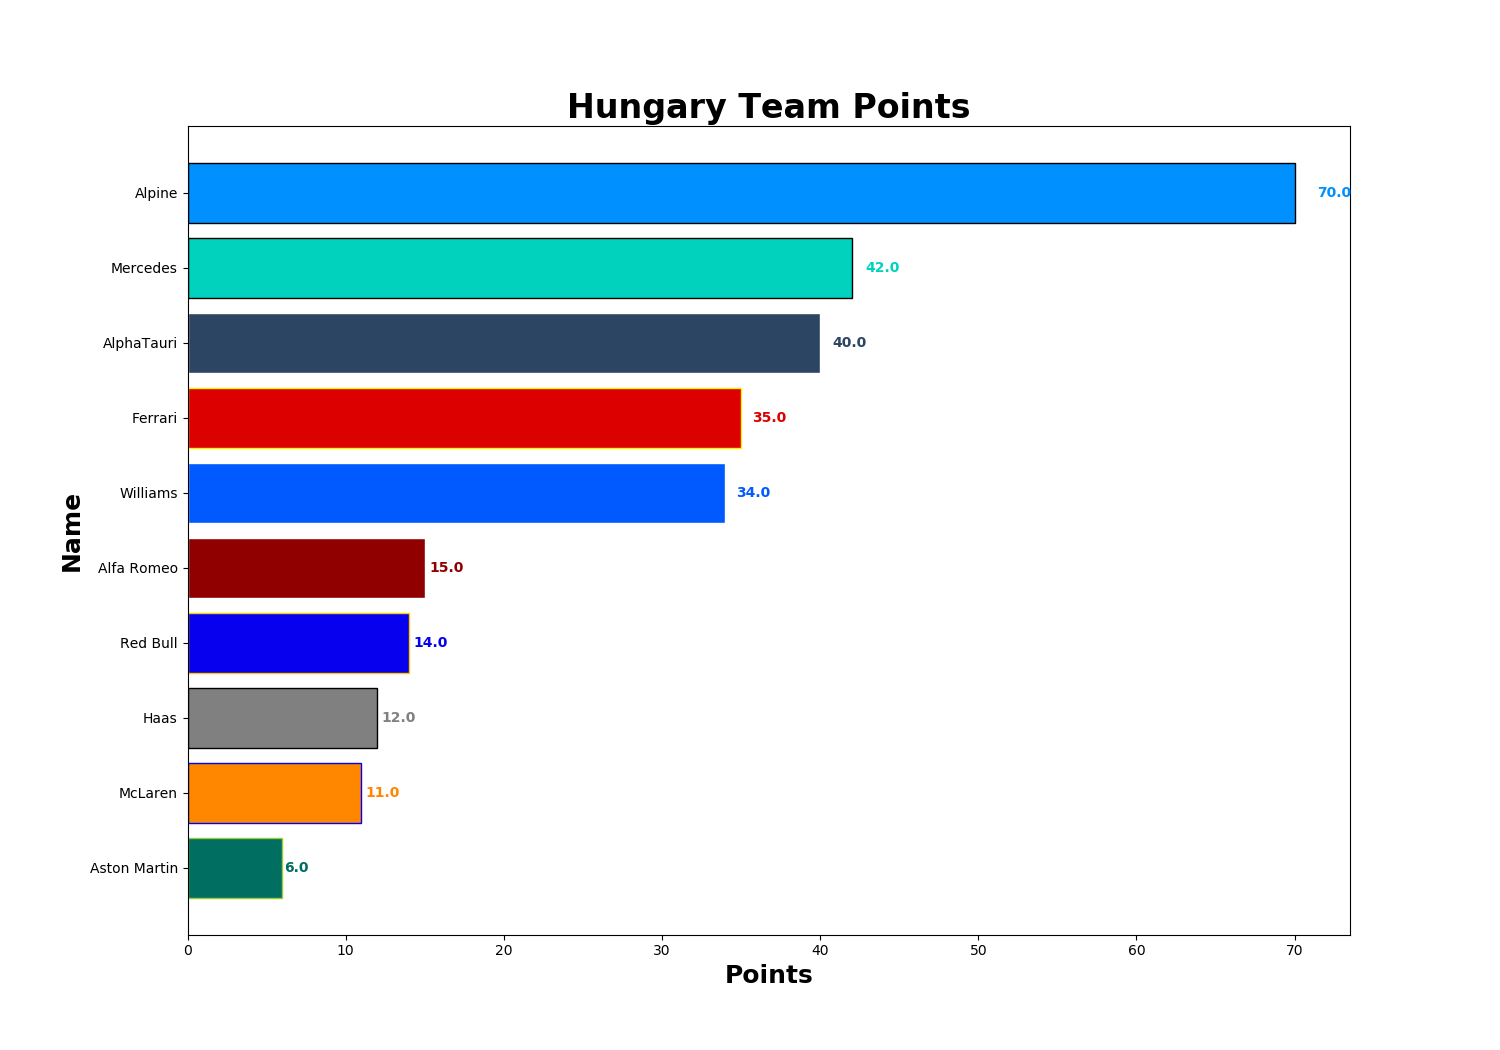 Hungary Team Points
Alpine 70.0
Mercedes 42.0
AlphaTauri 40.0
Ferrari 35.0
Williams 34.0
Name
Alfa Romeo 15.0
Red Bull 14.0
Haas 12.0
McLaren 11.0
Aston Martin 6.0
0 10 20 30 40 50 60 70
Points